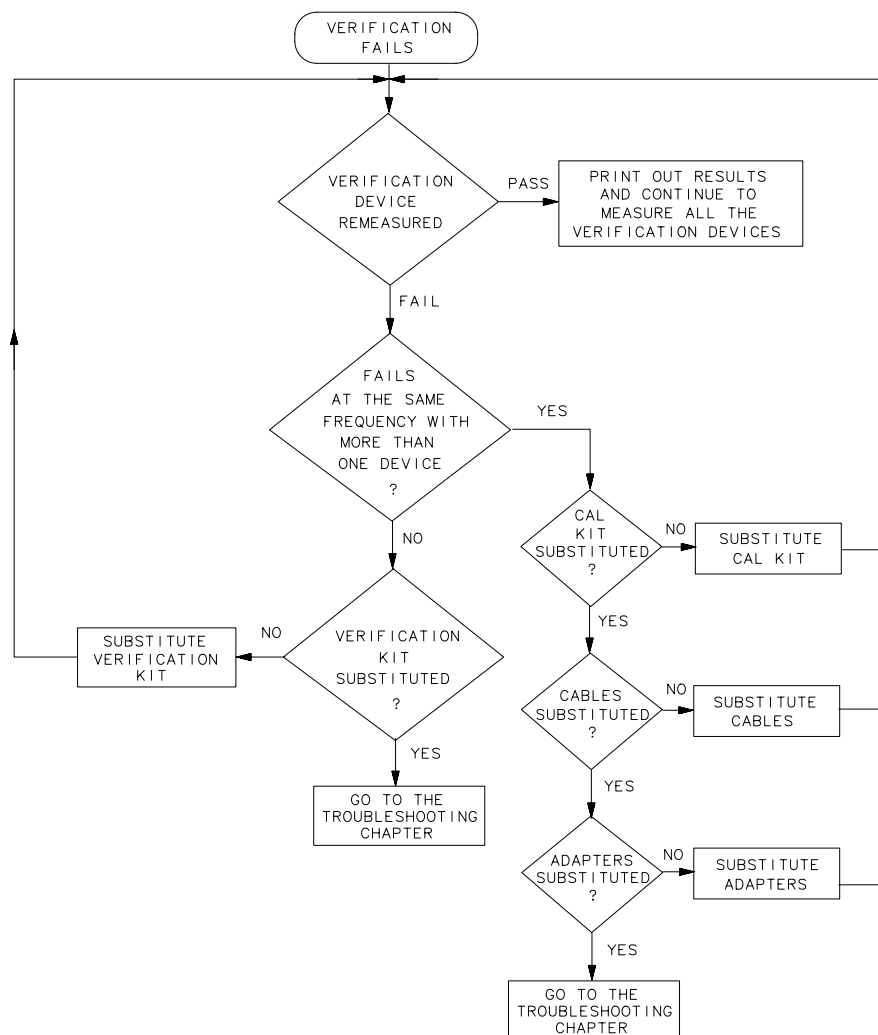 VERIFICATION
FAILS
VERIFICATION
DEVICE
REMEASURED
PASS
PRINT OUT RESULTS
AND CONTINUE TO
MEASURE ALL THE
VERIFICATION DEVICES
FAIL
FAILS
AT THE SAME
FREQUENCY WITH
MORE THAN
ONE DEVICE
?
YES
NO
CAL
KIT
SUBSTITUTED
?
NO
SUBSTITUTE
CAL KIT
YES
VERIFICATION
KIT
SUBSTITUTED
?
NO
SUBSTITUTE
VERIFICATION
KIT
YES
GO TO THE
TROUBLESHOOTING
CHAPTER
CABLES
SUBSTITUTED
?
NO
SUBSTITUTE
CABLES
YES
ADAPTERS
SUBSTITUTED
?
NO
SUBSTITUTE
ADAPTERS
YES
GO TO THE
TROUBLESHOOTING
CHAPTER